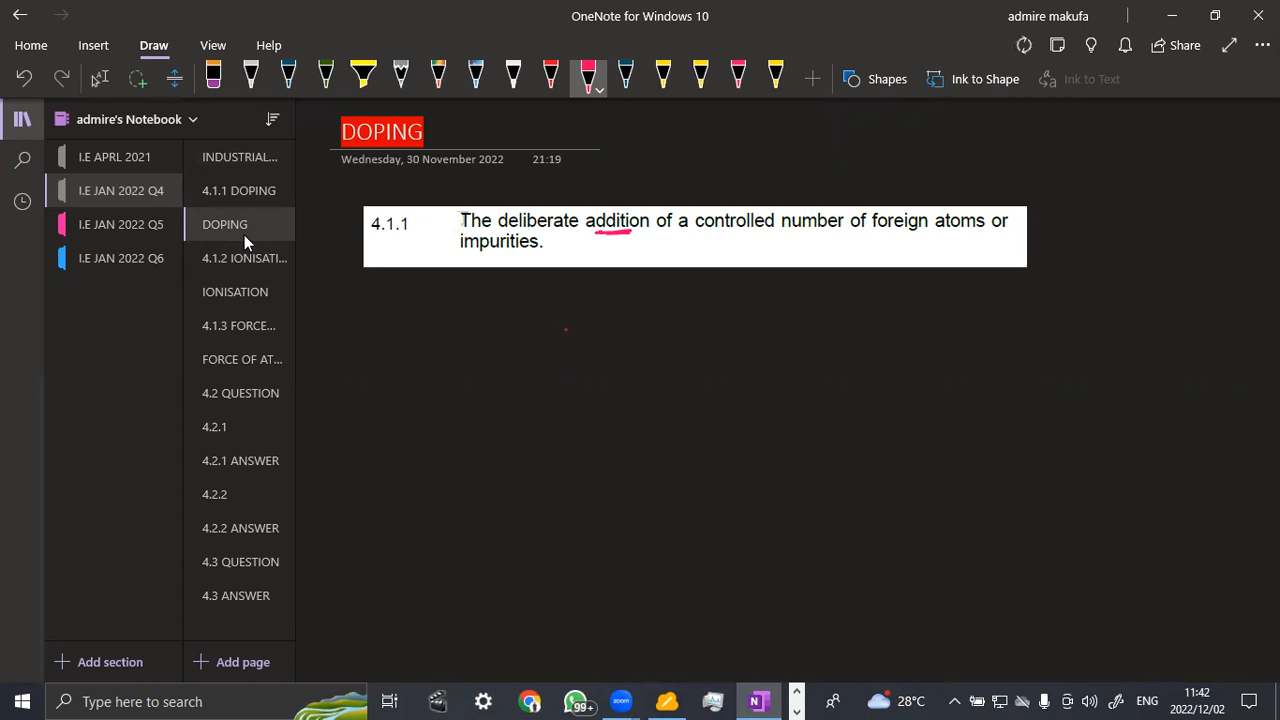 OneNote for Windows 10
admire makufa
Home
Insert
Draw
View
Help
Share
Shapes
Ink to Shape
Ink to Text
admire's Notebook
I.E APRL 2021
I.E JAN 2022 Q4
I.E JAN 2022 Q5
I.E JAN 2022 Q6
Add section
INDUSTRIAL...
4.1.1 DOPING
DOPING
4.1.2 IONISATI...
IONISATION
4.1.3 FORCE...
FORCE OF AT...
4.2 QUESTION
4.2.1
4.2.1 ANSWER
4.2.2
4.2.2 ANSWER
4.3 QUESTION
4.3 ANSWER
Add page
DOPING
Wednesday, 30 November 2022 21:19
4.1.1 The deliberate addition of a controlled number of foreign atoms or
impurities.
Type here to search
99+
zoom
28°C
ENG
11:42
2022/12/02